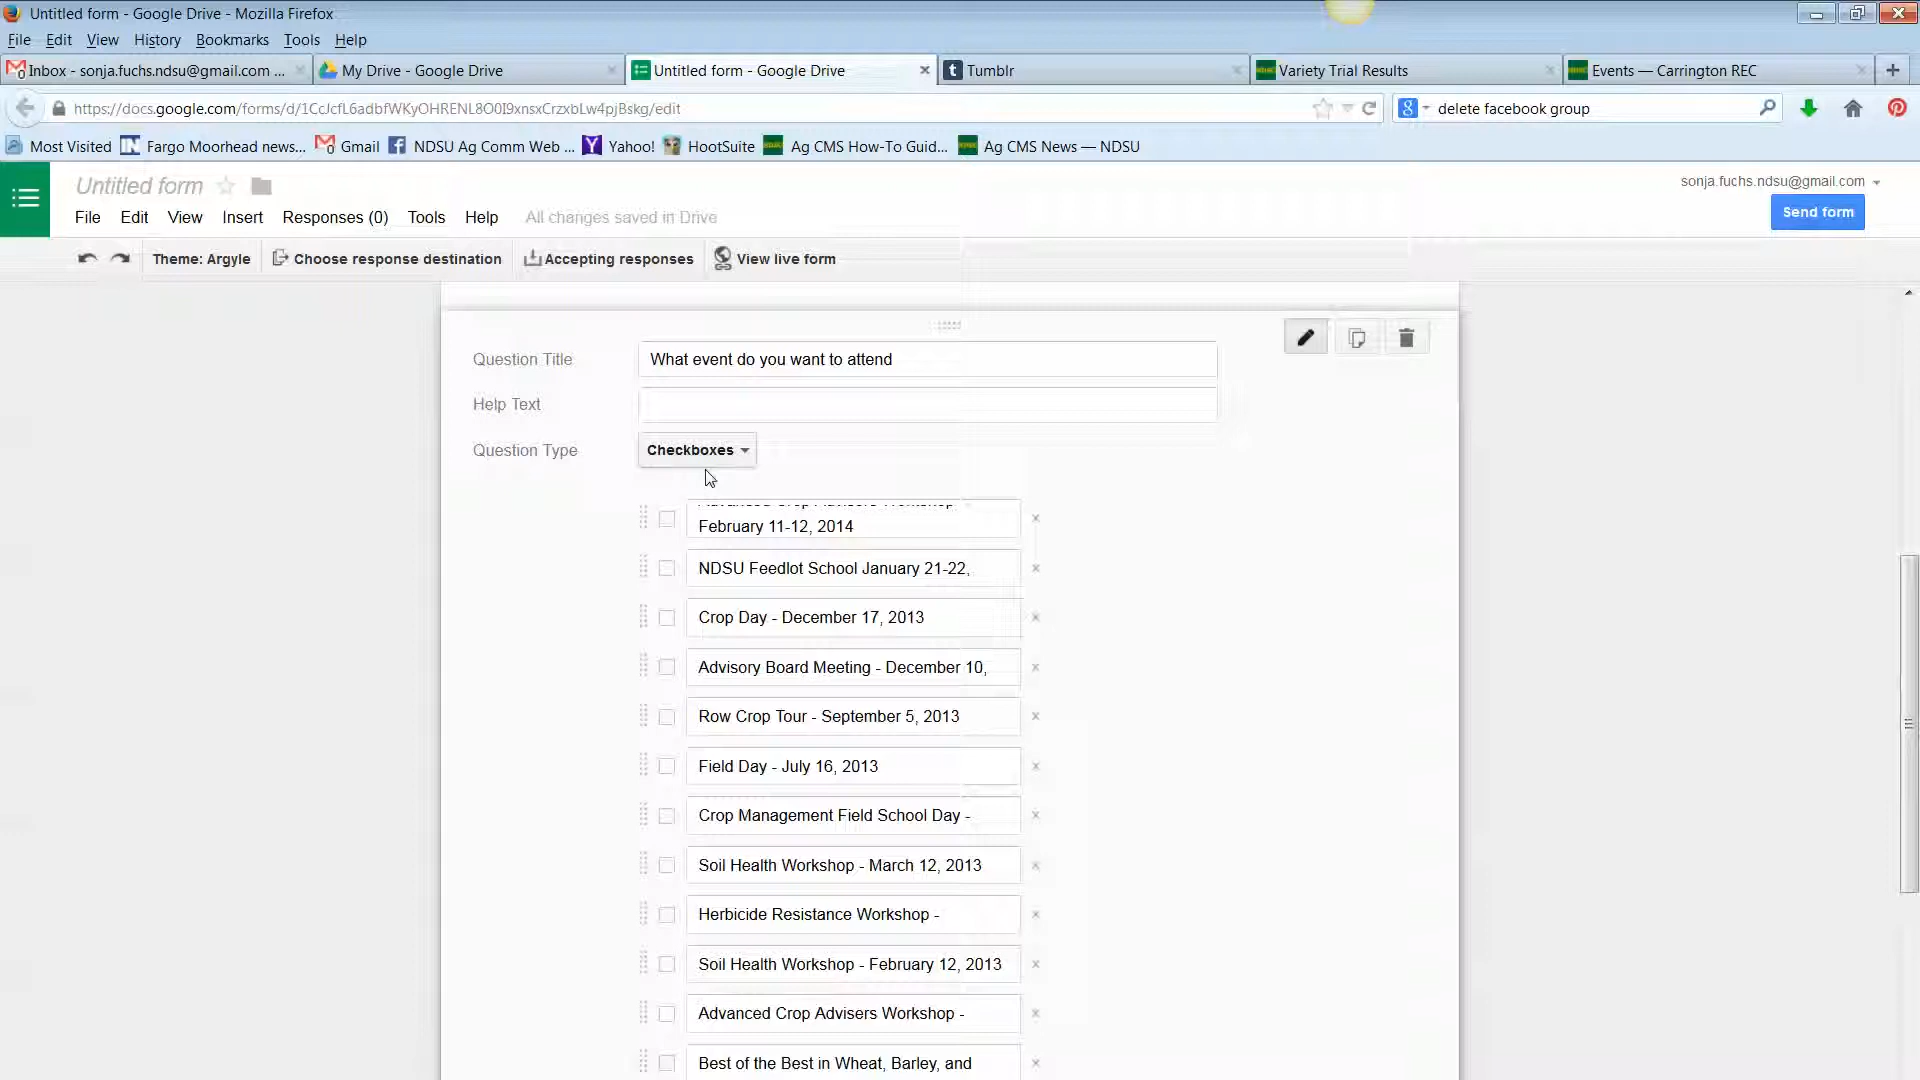 Untitled form - Google Drive - Mozilla Firefox
File Edit View History Bookmarks Tools Help
Inbox - sonja.fuchs.ndsu@gmail.com ...
My Drive - Google Drive
Untitled form - Google Drive
Tumblr
Variety Trial Results
Events — Carrington REC
https://docs.google.com/forms/d/1CcJcfL6adbfWKyOHRENL8O0I9xnsxCrzxbLw4pjBskg/edit
delete facebook group
Most Visited
Fargo Moorhead news...
Gmail
NDSU Ag Comm Web ...
Yahoo!
HootSuite
Ag CMS How-To Guid...
Ag CMS News — NDSU
Untitled form
sonja.fuchs.ndsu@gmail.com
File Edit View Insert Responses (0) Tools Help All changes saved in Drive
Send form
Theme: Argyle
Choose response destination
Accepting responses
View live form
Question Title What event do you want to attend
Help Text
Question Type Checkboxes
Advanced Crop Advisers Workshop -
February 11-12, 2014
NDSU Feedlot School January 21-22,
Crop Day - December 17, 2013
Advisory Board Meeting - December 10,
Row Crop Tour - September 5, 2013
Field Day - July 16, 2013
Crop Management Field School Day -
Soil Health Workshop - March 12, 2013
Herbicide Resistance Workshop -
Soil Health Workshop - February 12, 2013
Advanced Crop Advisers Workshop -
Best of the Best in Wheat, Barley, and